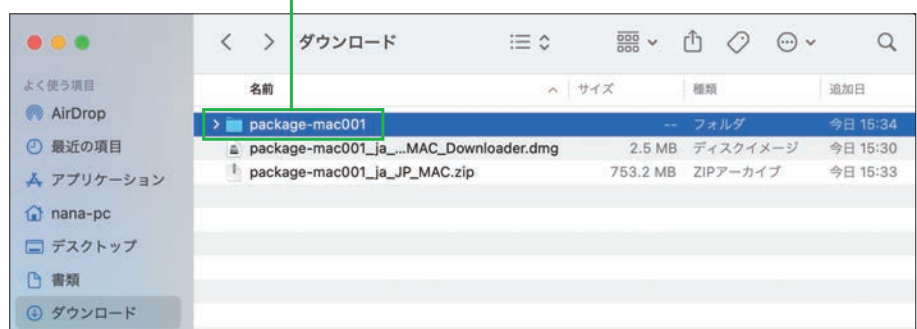 ダウンロード
よく使う項目
AirDrop
最近の項目
アプリケーション
nana-pc
デスクトップ
書類
ダウンロード
名前 サイズ 種類 追加日
package-mac001 -- フォルダ 今日 15:34
package-mac001_ja_...MAC_Downloader.dmg 2.5 MB ディスクイメージ 今日 15:30
package-mac001_ja_JP_MAC.zip 753.2 MB ZIPアーカイブ 今日 15:33